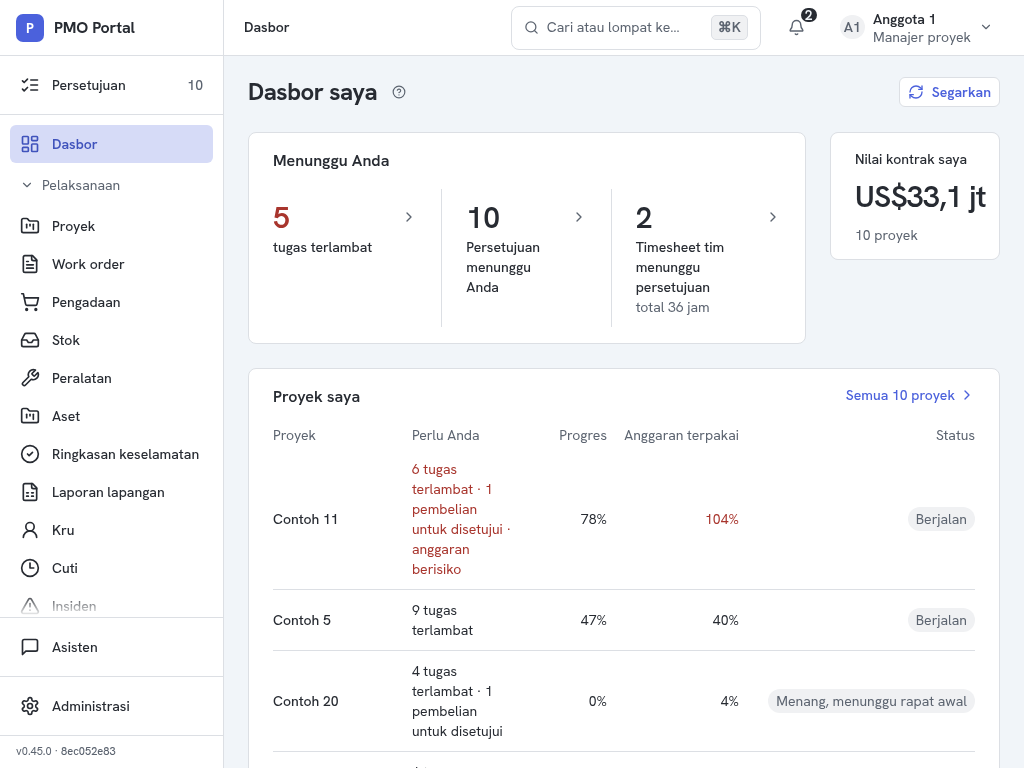 P PMO Portal
Persetujuan 10
Dasbor
Pelaksanaan
Proyek
Work order
Pengadaan
Stok
Peralatan
Aset
Ringkasan keselamatan
Laporan lapangan
Kru
Cuti
Insiden
Asisten
Administrasi
v0.45.0 · 8ec052e83
Dasbor
Cari atau lompat ke... ⌘K
2
A1
Anggota 1
Manajer proyek
Dasbor saya
Segarkan
Menunggu Anda
5
tugas terlambat
10
Persetujuan
menunggu
Anda
2
Timesheet tim
menunggu
persetujuan
total 36 jam
Nilai kontrak saya
US$33,1 jt
10 proyek
Proyek saya
Semua 10 proyek
Proyek Perlu Anda Progres Anggaran terpakai Status
Contoh 11
6 tugas
terlambat · 1
pembelian
untuk disetujui ·
anggaran
berisiko
78% 104% Berjalan
Contoh 5
9 tugas
terlambat
47% 40% Berjalan
Contoh 20
4 tugas
terlambat · 1
pembelian
untuk disetujui
0% 4% Menang, menunggu rapat awal